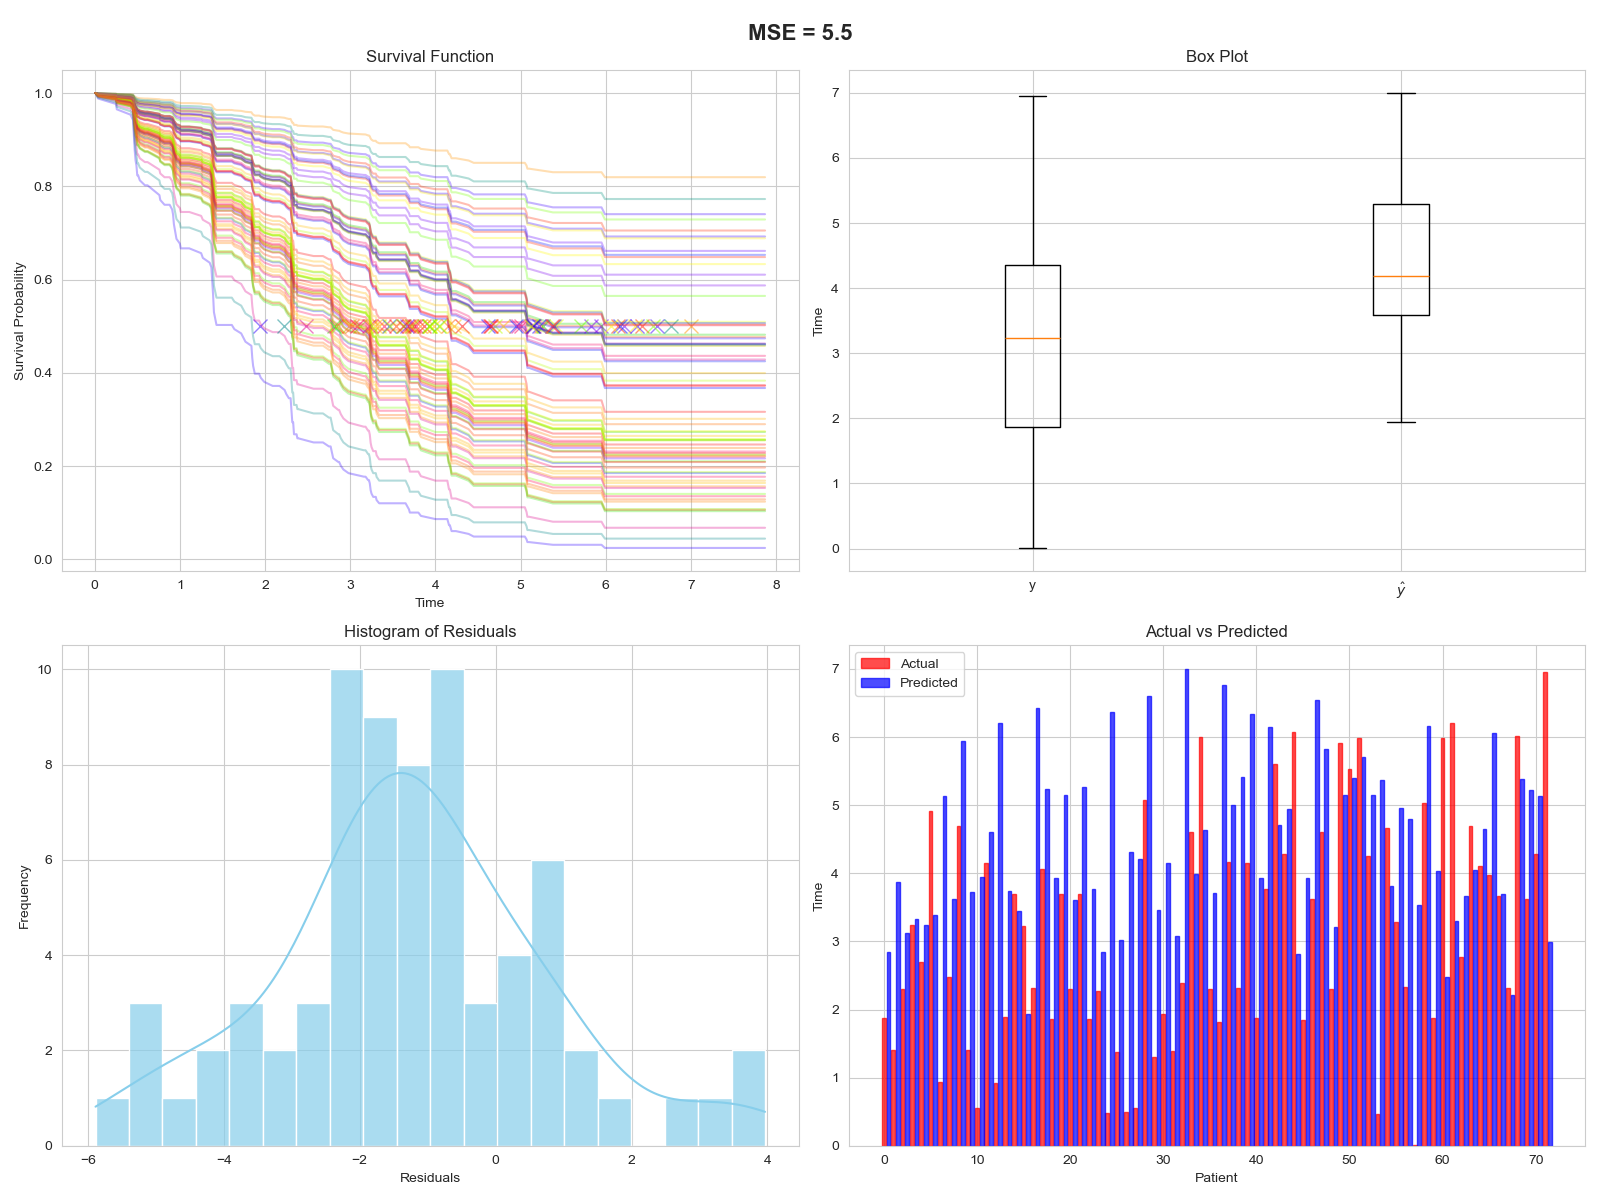 MSE = 5.5
Survival Function
Survival Probability
1.0
0.8
0.6
0.4
0.2
0.0
0 1 2 3 4 5 6 7 8
Time
Box Plot
Time
7
6
5
4
3
2
1
0
y ŷ
Histogram of Residuals
Frequency
10
8
6
4
2
0
−6 −4 −2 0 2 4
Residuals
Actual vs Predicted
Actual
Predicted
Time
7
6
5
4
3
2
1
0
0 10 20 30 40 50 60 70
Patient